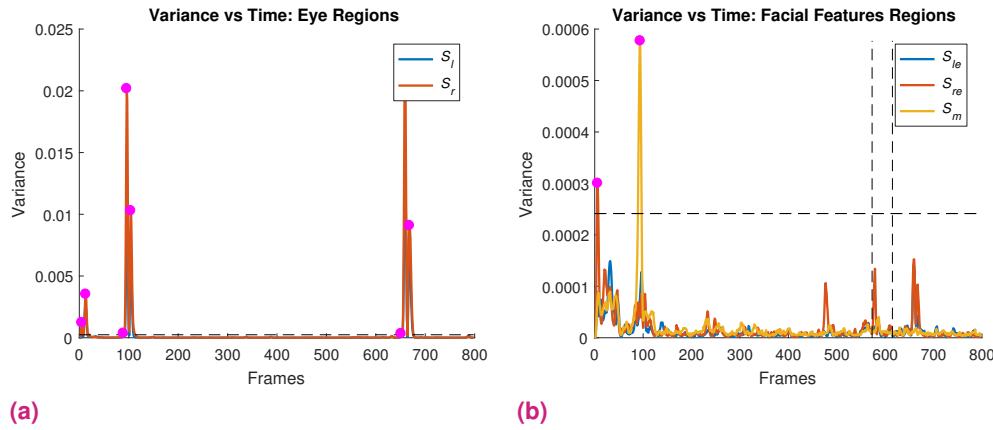 Variance vs Time: Eye Regions
0.025
0.02
0.015
0.01
0.005
0
Variance
0 100 200 300 400 500 600 700 800
Frames
S_l
S_r
(a)
Variance vs Time: Facial Features Regions
0.0006
0.0005
0.0004
0.0003
0.0002
0.0001
0
Variance
0 100 200 300 400 500 600 700 800
Frames
S_le
S_re
S_m
(b)